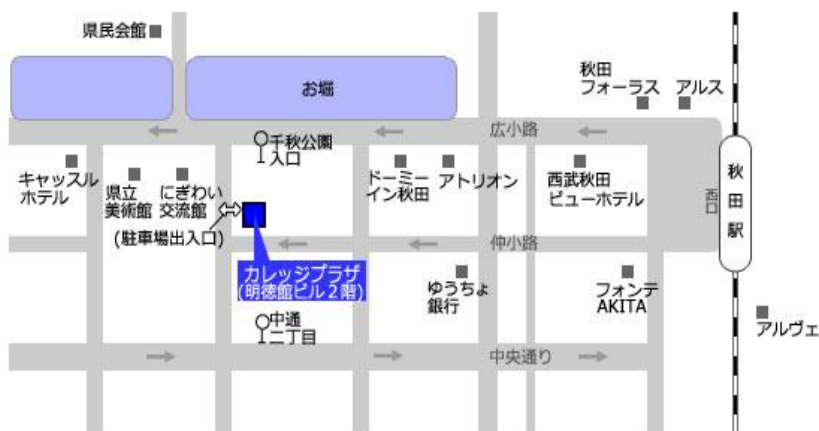 県民会館
お堀
秋田
フォーラス
アルス
広小路
千秋公園
入口
キャッスル
ホテル
県立
美術館
にぎわい
交流館
(駐車場出入口)
ドーミー
イン秋田
アトリオン
西武秋田
ビューホテル
西口
秋田駅
仲小路
カレッジプラザ
(明徳館ビル2階)
ゆうちょ
銀行
フォンテ
AKITA
アルヴェ
中通
二丁目
中央通り